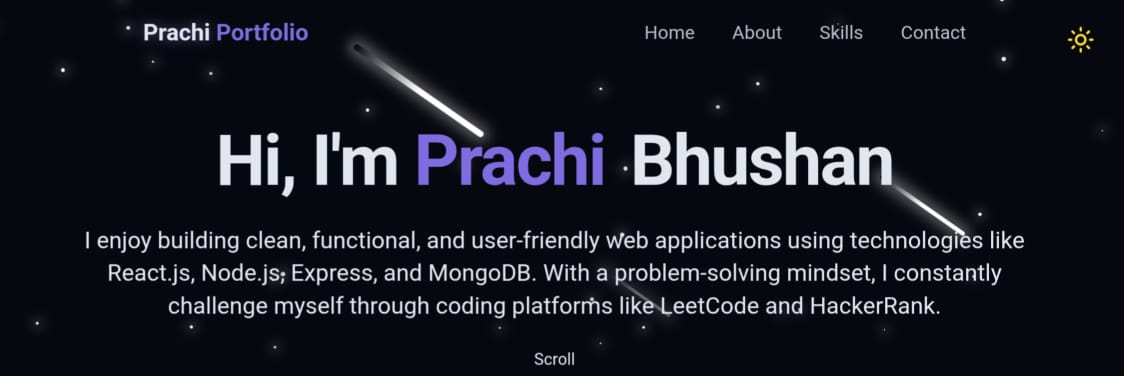 Prachi Portfolio
Home About Skills Contact
Hi, I'm Prachi Bhushan
I enjoy building clean, functional, and user-friendly web applications using technologies like
React.js, Node.js, Express, and MongoDB. With a problem-solving mindset, I constantly
challenge myself through coding platforms like LeetCode and HackerRank.
Scroll